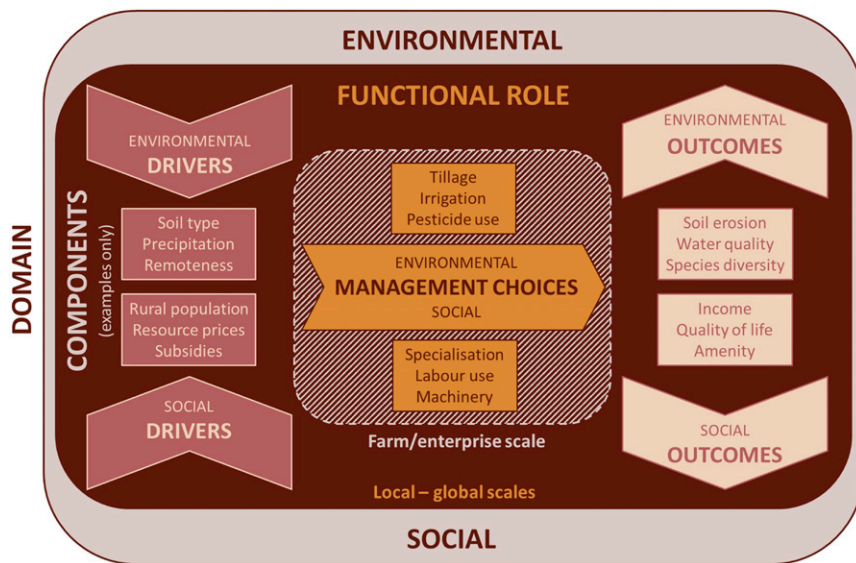 ENVIRONMENTAL
FUNCTIONAL ROLE
DOMAIN
COMPONENTS
(examples only)
ENVIRONMENTAL
DRIVERS
Soil type
Precipitation
Remoteness
Rural population
Resource prices
Subsidies
SOCIAL
DRIVERS
Tillage
Irrigation
Pesticide use
ENVIRONMENTAL
MANAGEMENT CHOICES
SOCIAL
Specialisation
Labour use
Machinery
Farm/enterprise scale
Local – global scales
ENVIRONMENTAL
OUTCOMES
Soil erosion
Water quality
Species diversity
Income
Quality of life
Amenity
SOCIAL
OUTCOMES
SOCIAL